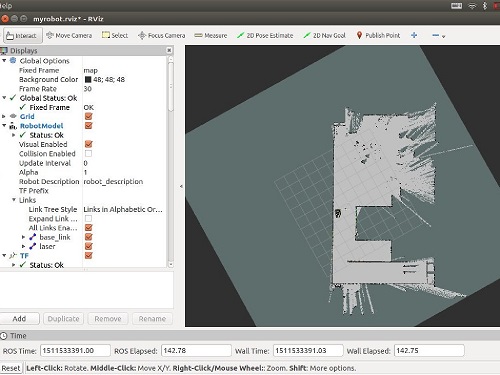 Help
myrobot.rviz* - RViz
Interact Move Camera Select Focus Camera Measure 2D Pose Estimate 2D Nav Goal Publish Point
Displays
Global Options
Fixed Frame map
Background Color 48; 48; 48
Frame Rate 30
Global Status: Ok
Fixed Frame OK
Grid
RobotModel
Status: Ok
Visual Enabled
Collision Enabled
Update Interval 0
Alpha 1
Robot Description robot_description
TF Prefix
Links
Link Tree Style Links in Alphabetic Or...
Expand Link ...
All Links Ena...
base_link
laser
TF
Status: Ok
Add Duplicate Remove Rename
Time
ROS Time: 1511533391.00 ROS Elapsed: 142.78 Wall Time: 1511533391.03 Wall Elapsed: 142.75
Reset Left-Click: Rotate. Middle-Click: Move X/Y. Right-Click/Mouse Wheel:: Zoom. Shift: More options.